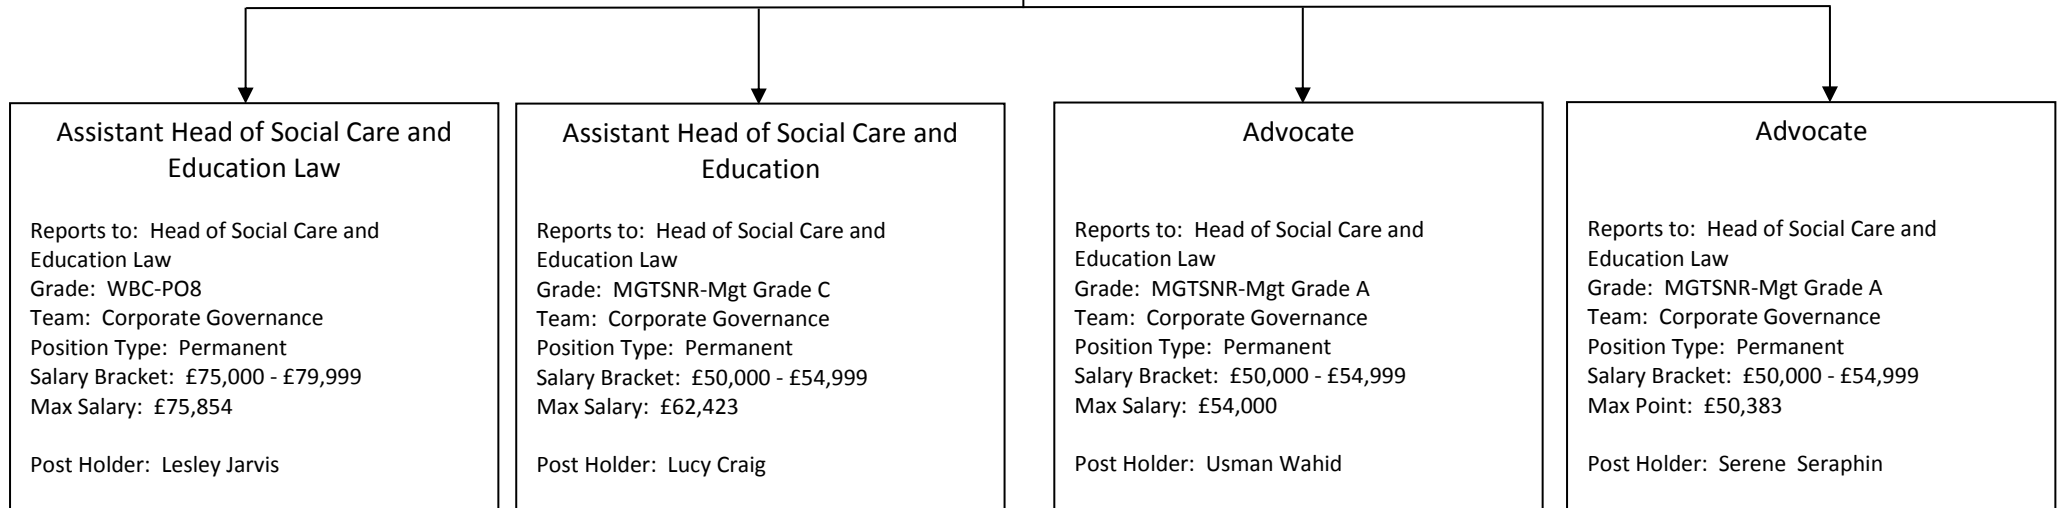 Assistant Head of Social Care and
Education Law
Reports to: Head of Social Care and
Education Law
Grade: WBC-PO8
Team: Corporate Governance
Position Type: Permanent
Salary Bracket: £75,000 - £79,999
Max Salary: £75,854
Post Holder: Lesley Jarvis
Assistant Head of Social Care and
Education
Reports to: Head of Social Care and
Education Law
Grade: MGTSNR-Mgt Grade C
Team: Corporate Governance
Position Type: Permanent
Salary Bracket: £50,000 - £54,999
Max Salary: £62,423
Post Holder: Lucy Craig
Advocate
Reports to: Head of Social Care and
Education Law
Grade: MGTSNR-Mgt Grade A
Team: Corporate Governance
Position Type: Permanent
Salary Bracket: £50,000 - £54,999
Max Salary: £54,000
Post Holder: Usman Wahid
Advocate
Reports to: Head of Social Care and
Education Law
Grade: MGTSNR-Mgt Grade A
Team: Corporate Governance
Position Type: Permanent
Salary Bracket: £50,000 - £54,999
Max Point: £50,383
Post Holder: Serene Seraphin